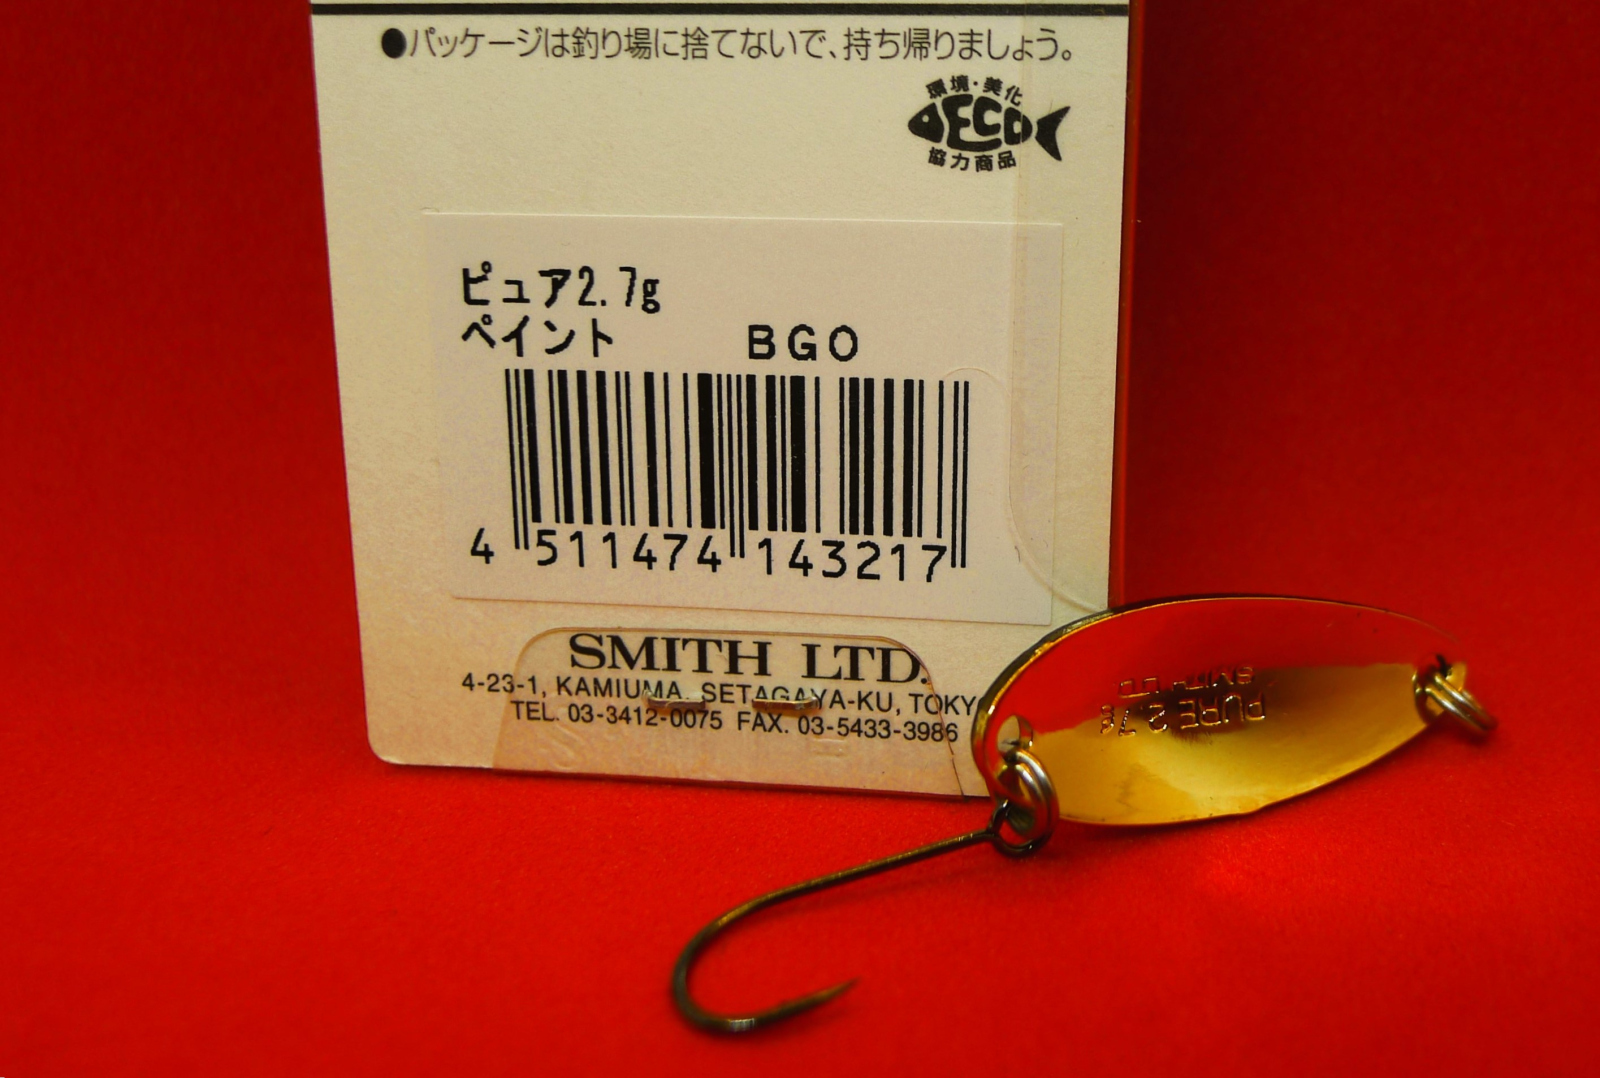 ●パッケージは釣り場に捨てないで、持ち帰りましょう。
環境・美化
ECO
協力商品
ピュア2.7g
ペイント BGO
4 511474 143217
SMITH LTD.
4-23-1, KAMIUMA, SETAGAYA-KU, TOKY
TEL. 03-3412-0075 FAX. 03-5433-3986
PURE 2.7g
SMITH LTD